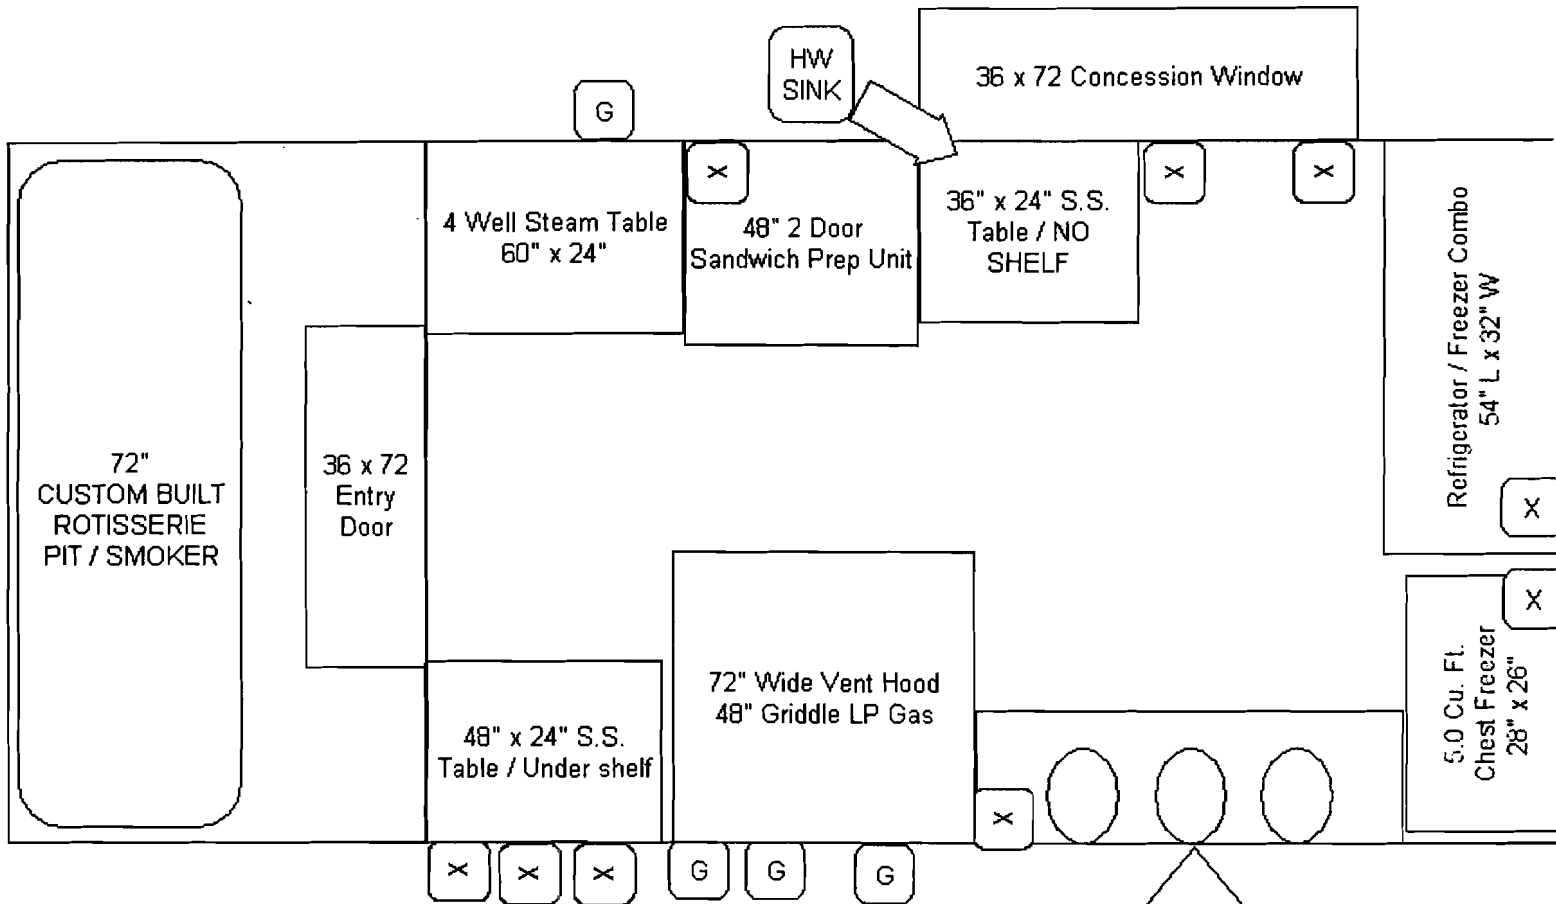 HW
SINK
36 x 72 Concession Window
G
X
X
X
4 Well Steam Table
60" x 24"
48" 2 Door
Sandwich Prep Unit
36" x 24" S.S.
Table / NO
SHELF
Refrigerator / Freezer Combo
54" L x 32" W
X
72"
CUSTOM BUILT
ROTISSERIE
PIT / SMOKER
36 x 72
Entry
Door
X
5.0 Cu. Ft.
Chest Freezer
28" x 26"
72" Wide Vent Hood
48" Griddle LP Gas
48" x 24" S.S.
Table / Under shelf
X
X
X
X
G
G
G